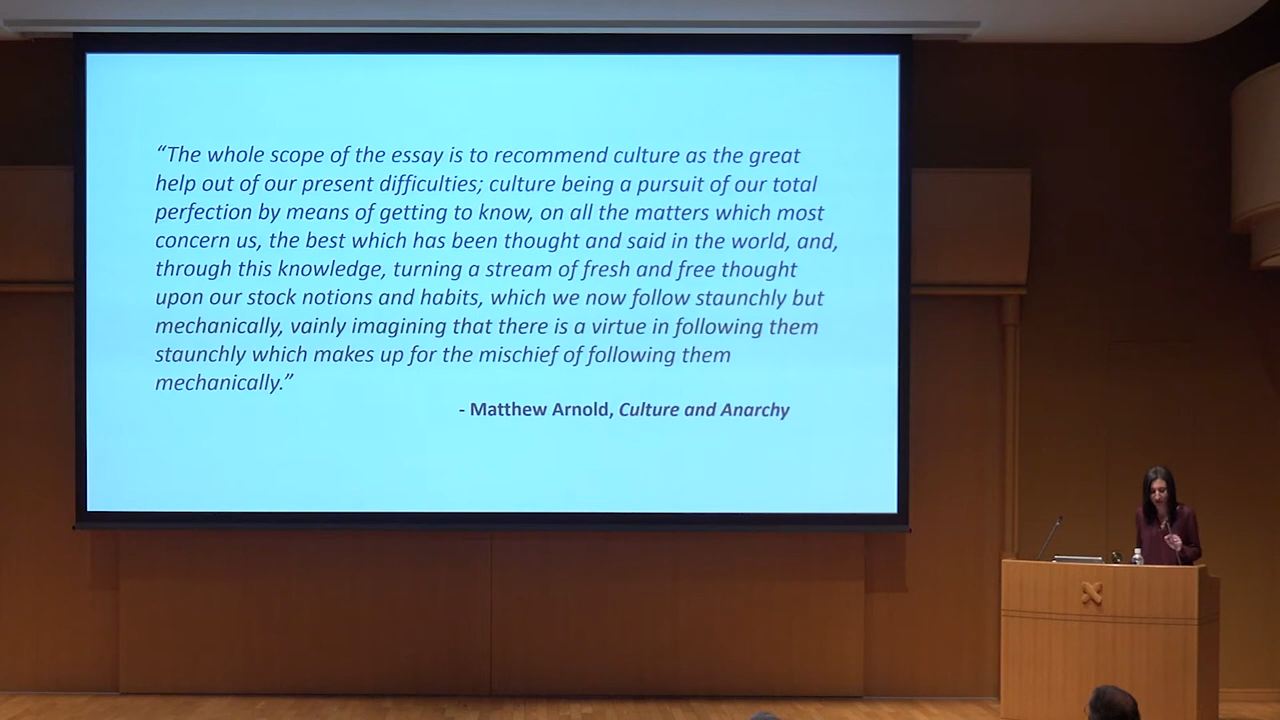 “The whole scope of the essay is to recommend culture as the great
help out of our present difficulties; culture being a pursuit of our total
perfection by means of getting to know, on all the matters which most
concern us, the best which has been thought and said in the world, and,
through this knowledge, turning a stream of fresh and free thought
upon our stock notions and habits, which we now follow staunchly but
mechanically, vainly imagining that there is a virtue in following them
staunchly which makes up for the mischief of following them
mechanically.”
- Matthew Arnold, Culture and Anarchy